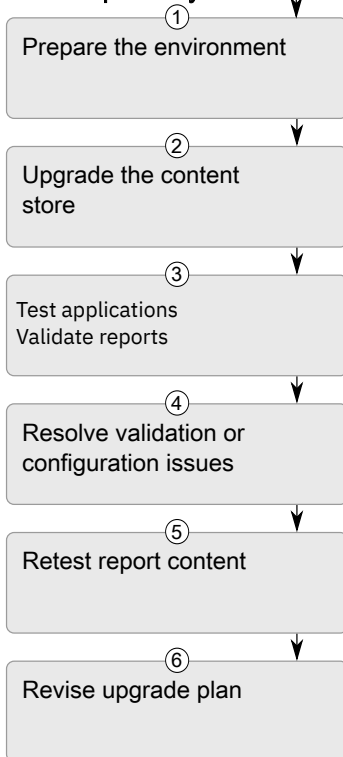 ①
Prepare the environment
②
Upgrade the content
store
③
Test applications
Validate reports
④
Resolve validation or
configuration issues
⑤
Retest report content
⑥
Revise upgrade plan